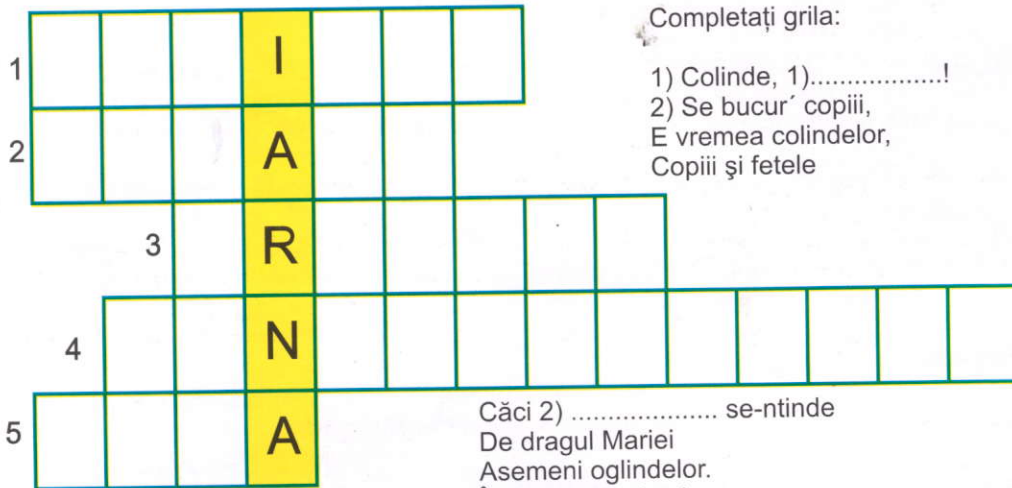 Completați grila:
1) Colinde, 1)..................!
2) Se bucur´ copiii,
E vremea colindelor,
Copiii și fetele
1 I
2 A
3 R
4 N
5 A
Căci 2) .................... se-ntinde
De dragul Mariei
Asemeni oglindelor.